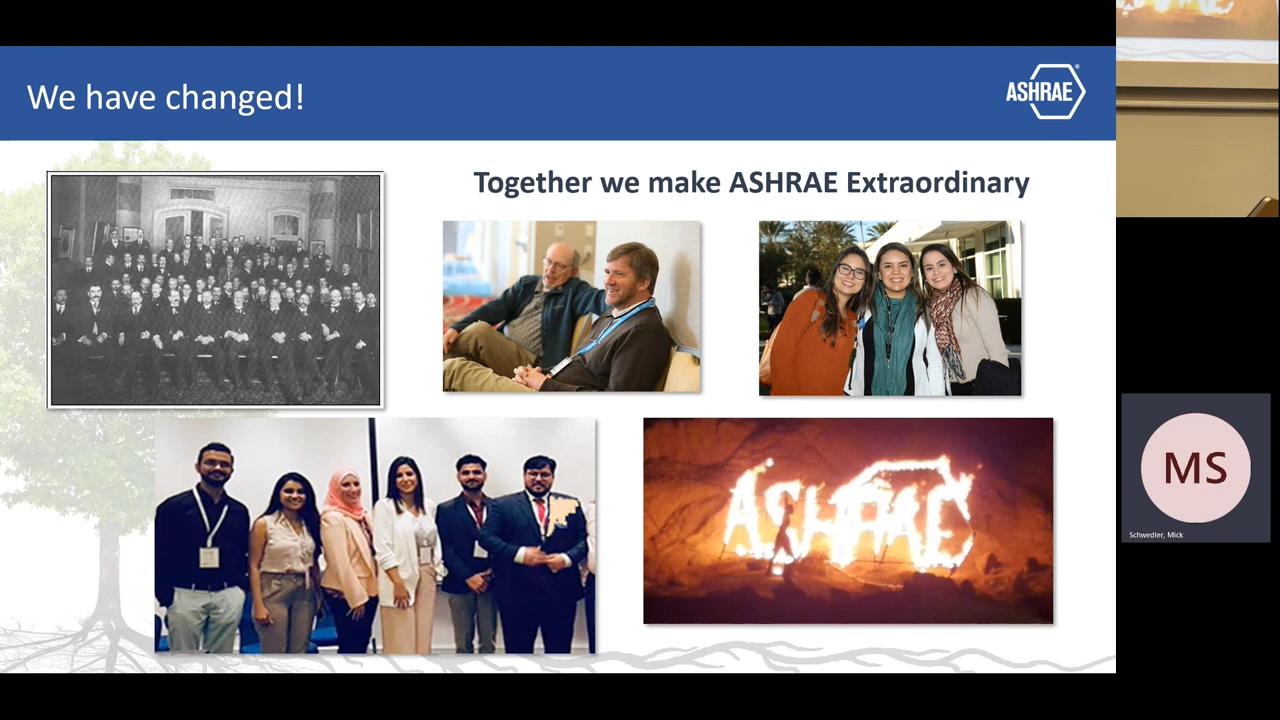 We have changed!
ASHRAE®
Together we make ASHRAE Extraordinary
ASHRAE
MS
Schwedler, Mick